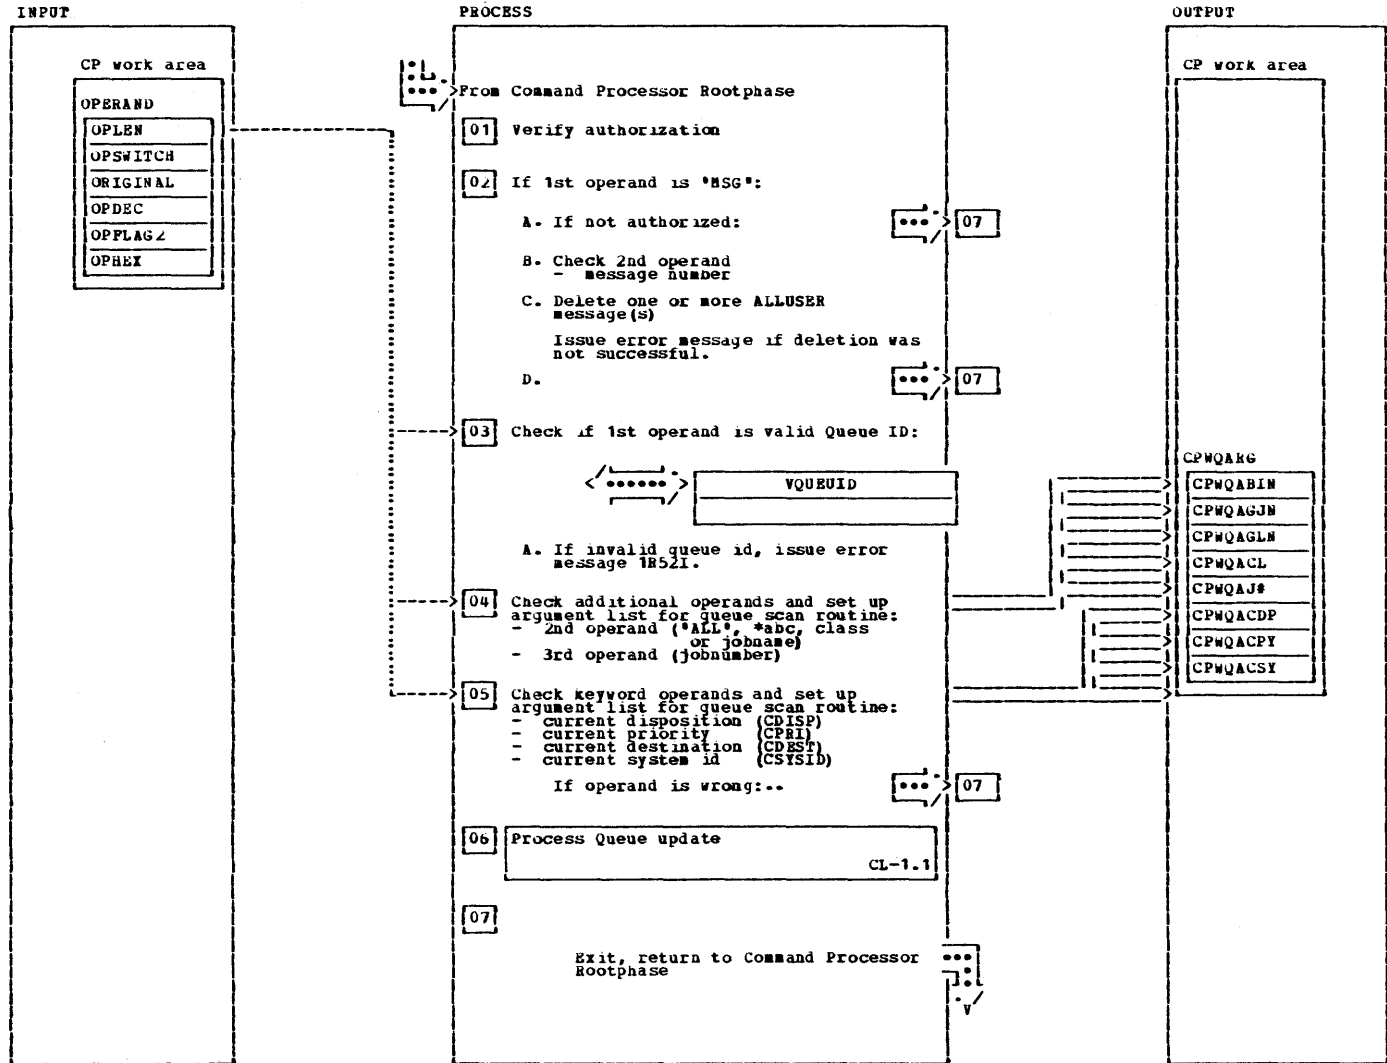 INPUT
PROCESS
OUTPUT
CP work area
OPERAND
OPLEN
OPSWITCH
ORIGINAL
OPDEC
OPFLAG2
OPHEX
From Command Processor Rootphase
01 Verify authorization
02 If 1st operand is 'MSG':
A. If not authorized:
07
B. Check 2nd operand
- message number
C. Delete one or more ALLUSER
message(s)
Issue error message if deletion was
not successful.
D.
07
03 Check if 1st operand is valid Queue ID:
VQUEUID
A. If invalid queue id, issue error
message 1R52I.
04 Check additional operands and set up
argument list for queue scan routine:
- 2nd operand ('ALL', *abc, class
or jobname)
- 3rd operand (jobnumber)
05 Check keyword operands and set up
argument list for queue scan routine:
- current disposition (CDISP)
- current priority (CPRI)
- current destination (CDEST)
- current system id (CSYSID)
If operand is wrong:--
07
06 Process Queue update
CL-1.1
07
Exit, return to Command Processor
Rootphase
CP work area
CPWQARG
CPWQABIN
CPWQAGJN
CPWQAGLN
CPWQACL
CPWQAJ#
CPWQACDP
CPWQACPY
CPWQACSY